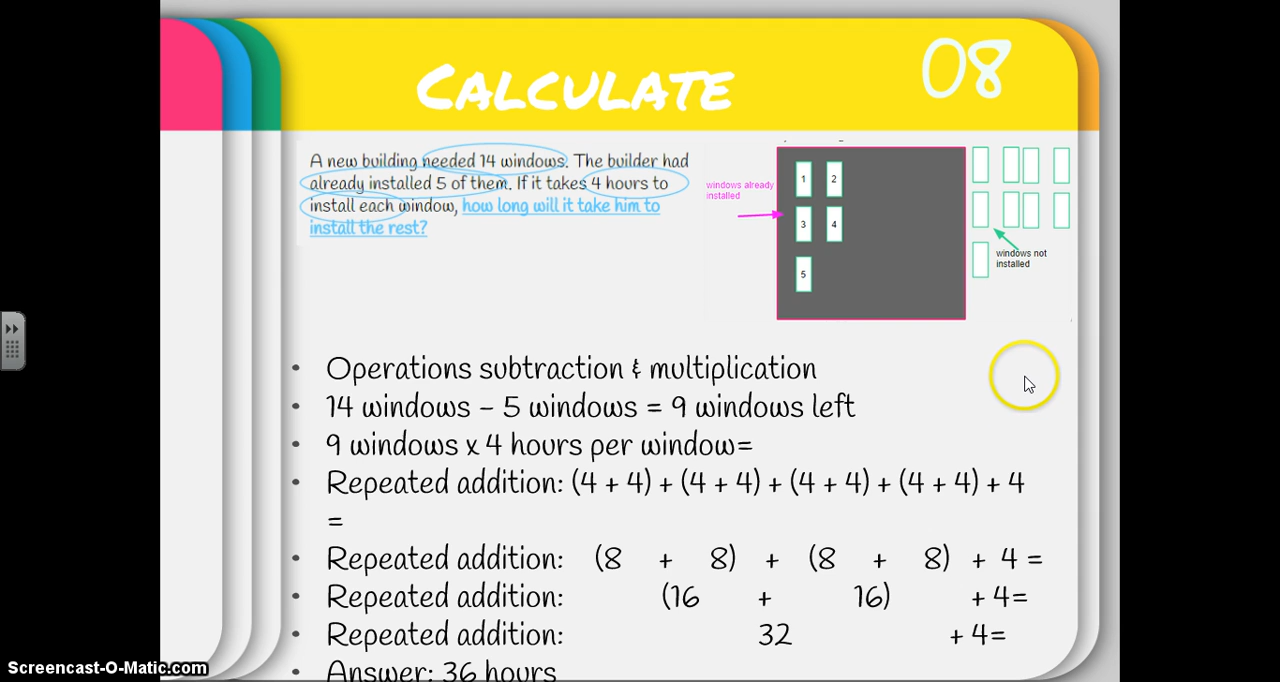 CALCULATE
08
A new building needed 14 windows. The builder had
already installed 5 of them. If it takes 4 hours to
install each window, how long will it take him to
install the rest?
windows already
installed
1 2
3 4
5
windows not
installed
• Operations subtraction & multiplication
• 14 windows - 5 windows = 9 windows left
• 9 windows x 4 hours per window=
• Repeated addition: (4 + 4) + (4 + 4) + (4 + 4) + (4 + 4) + 4
=
• Repeated addition: (8 + 8) + (8 + 8) + 4 =
• Repeated addition: (16 + 16) + 4=
• Repeated addition: 32 + 4=
• Answer: 36 hours
Screencast-O-Matic.com